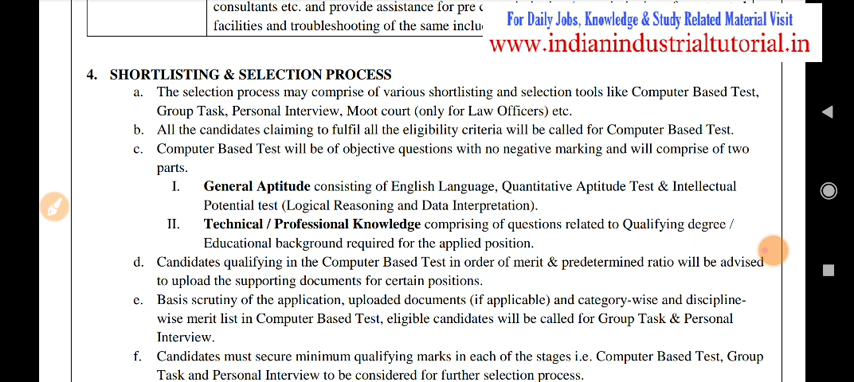 consultants etc. and provide assistance for pre
facilities and troubleshooting of the same inclu
For Daily Jobs, Knowledge & Study Related Material Visit
www.indianindustrialtutorial.in
4. SHORTLISTING & SELECTION PROCESS
a. The selection process may comprise of various shortlisting and selection tools like Computer Based Test,
Group Task, Personal Interview, Moot court (only for Law Officers) etc.
b. All the candidates claiming to fulfil all the eligibility criteria will be called for Computer Based Test.
c. Computer Based Test will be of objective questions with no negative marking and will comprise of two
parts.
I. General Aptitude consisting of English Language, Quantitative Aptitude Test & Intellectual
Potential test (Logical Reasoning and Data Interpretation).
II. Technical / Professional Knowledge comprising of questions related to Qualifying degree /
Educational background required for the applied position.
d. Candidates qualifying in the Computer Based Test in order of merit & predetermined ratio will be advised
to upload the supporting documents for certain positions.
e. Basis scrutiny of the application, uploaded documents (if applicable) and category-wise and discipline-
wise merit list in Computer Based Test, eligible candidates will be called for Group Task & Personal
Interview.
f. Candidates must secure minimum qualifying marks in each of the stages i.e. Computer Based Test, Group
Task and Personal Interview to be considered for further selection process.